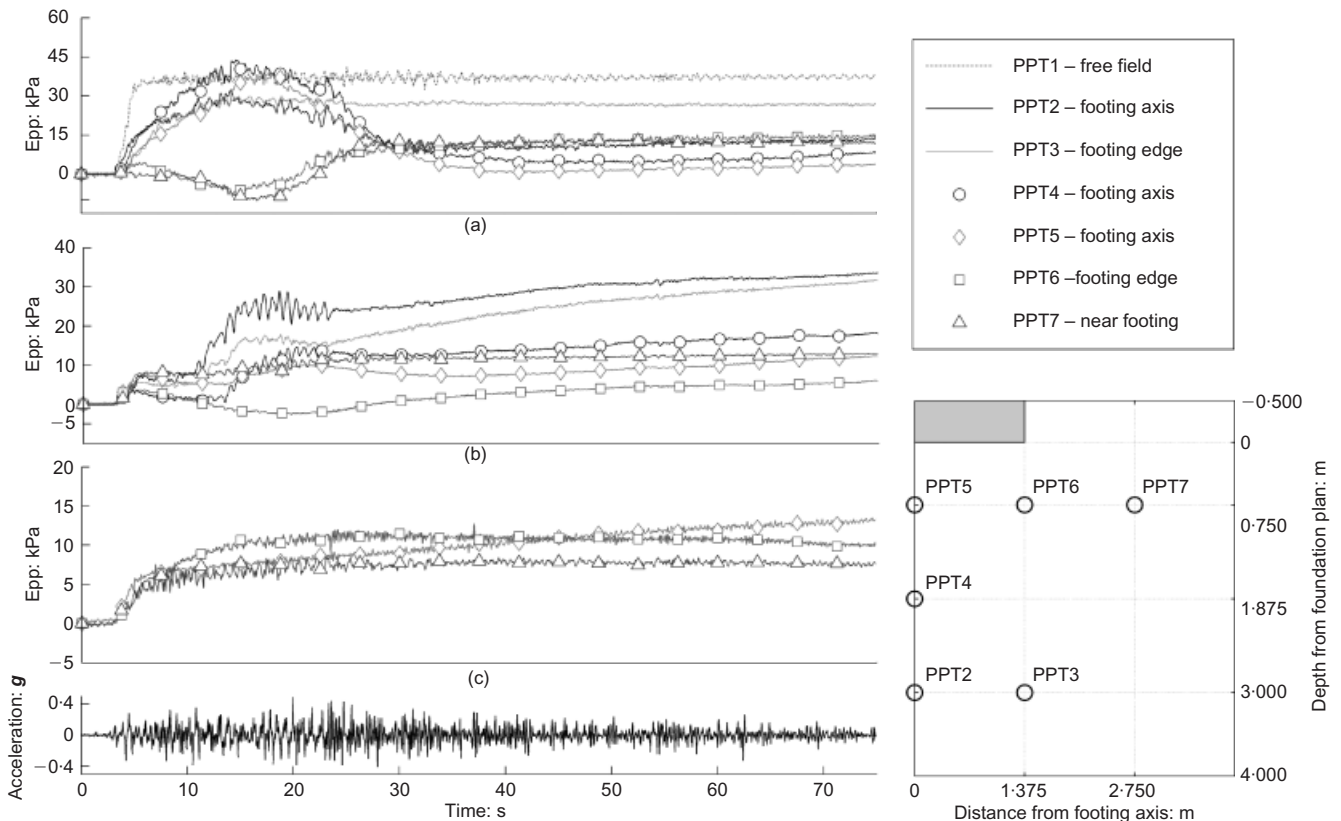 60
45
30
15
0
Epp: kPa
(a)
40
30
20
10
0
−5
Epp: kPa
(b)
20
15
10
5
0
−5
Epp: kPa
(c)
0·4
0
−0·4
Acceleration: g
0 10 20 30 40 50 60 70
Time: s
PPT1 – free field
PPT2 – footing axis
PPT3 – footing edge
PPT4 – footing axis
PPT5 – footing axis
PPT6 –footing edge
PPT7 – near footing
−0·500
0
PPT5 PPT6 PPT7
0·750
PPT4
1·875
PPT2 PPT3
3·000
4·000
Depth from foundation plan: m
0 1·375 2·750
Distance from footing axis: m